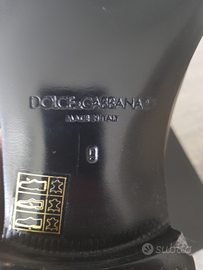 DOLCE & GABBANA
MADE IN ITALY
9
subito